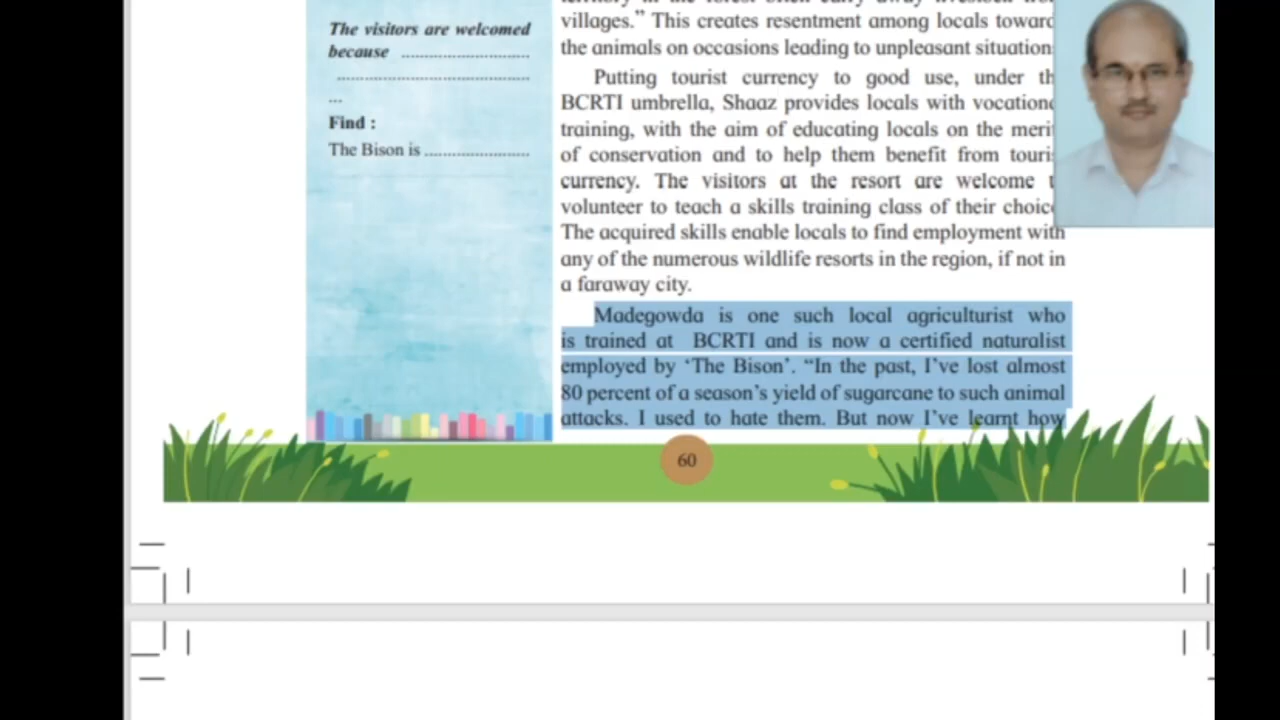 The visitors are welcomed
because ..............................
.............................................
...
Find :
The Bison is .........................
villages.” This creates resentment among locals toward
the animals on occasions leading to unpleasant situation
Putting tourist currency to good use, under th
BCRTI umbrella, Shaaz provides locals with vocationa
training, with the aim of educating locals on the merit
of conservation and to help them benefit from touris
currency. The visitors at the resort are welcome t
volunteer to teach a skills training class of their choice
The acquired skills enable locals to find employment with
any of the numerous wildlife resorts in the region, if not in
a faraway city.
Madegowda is one such local agriculturist who
is trained at BCRTI and is now a certified naturalist
employed by ‘The Bison’. “In the past, I’ve lost almost
80 percent of a season’s yield of sugarcane to such animal
attacks. I used to hate them. But now I’ve learnt how
60